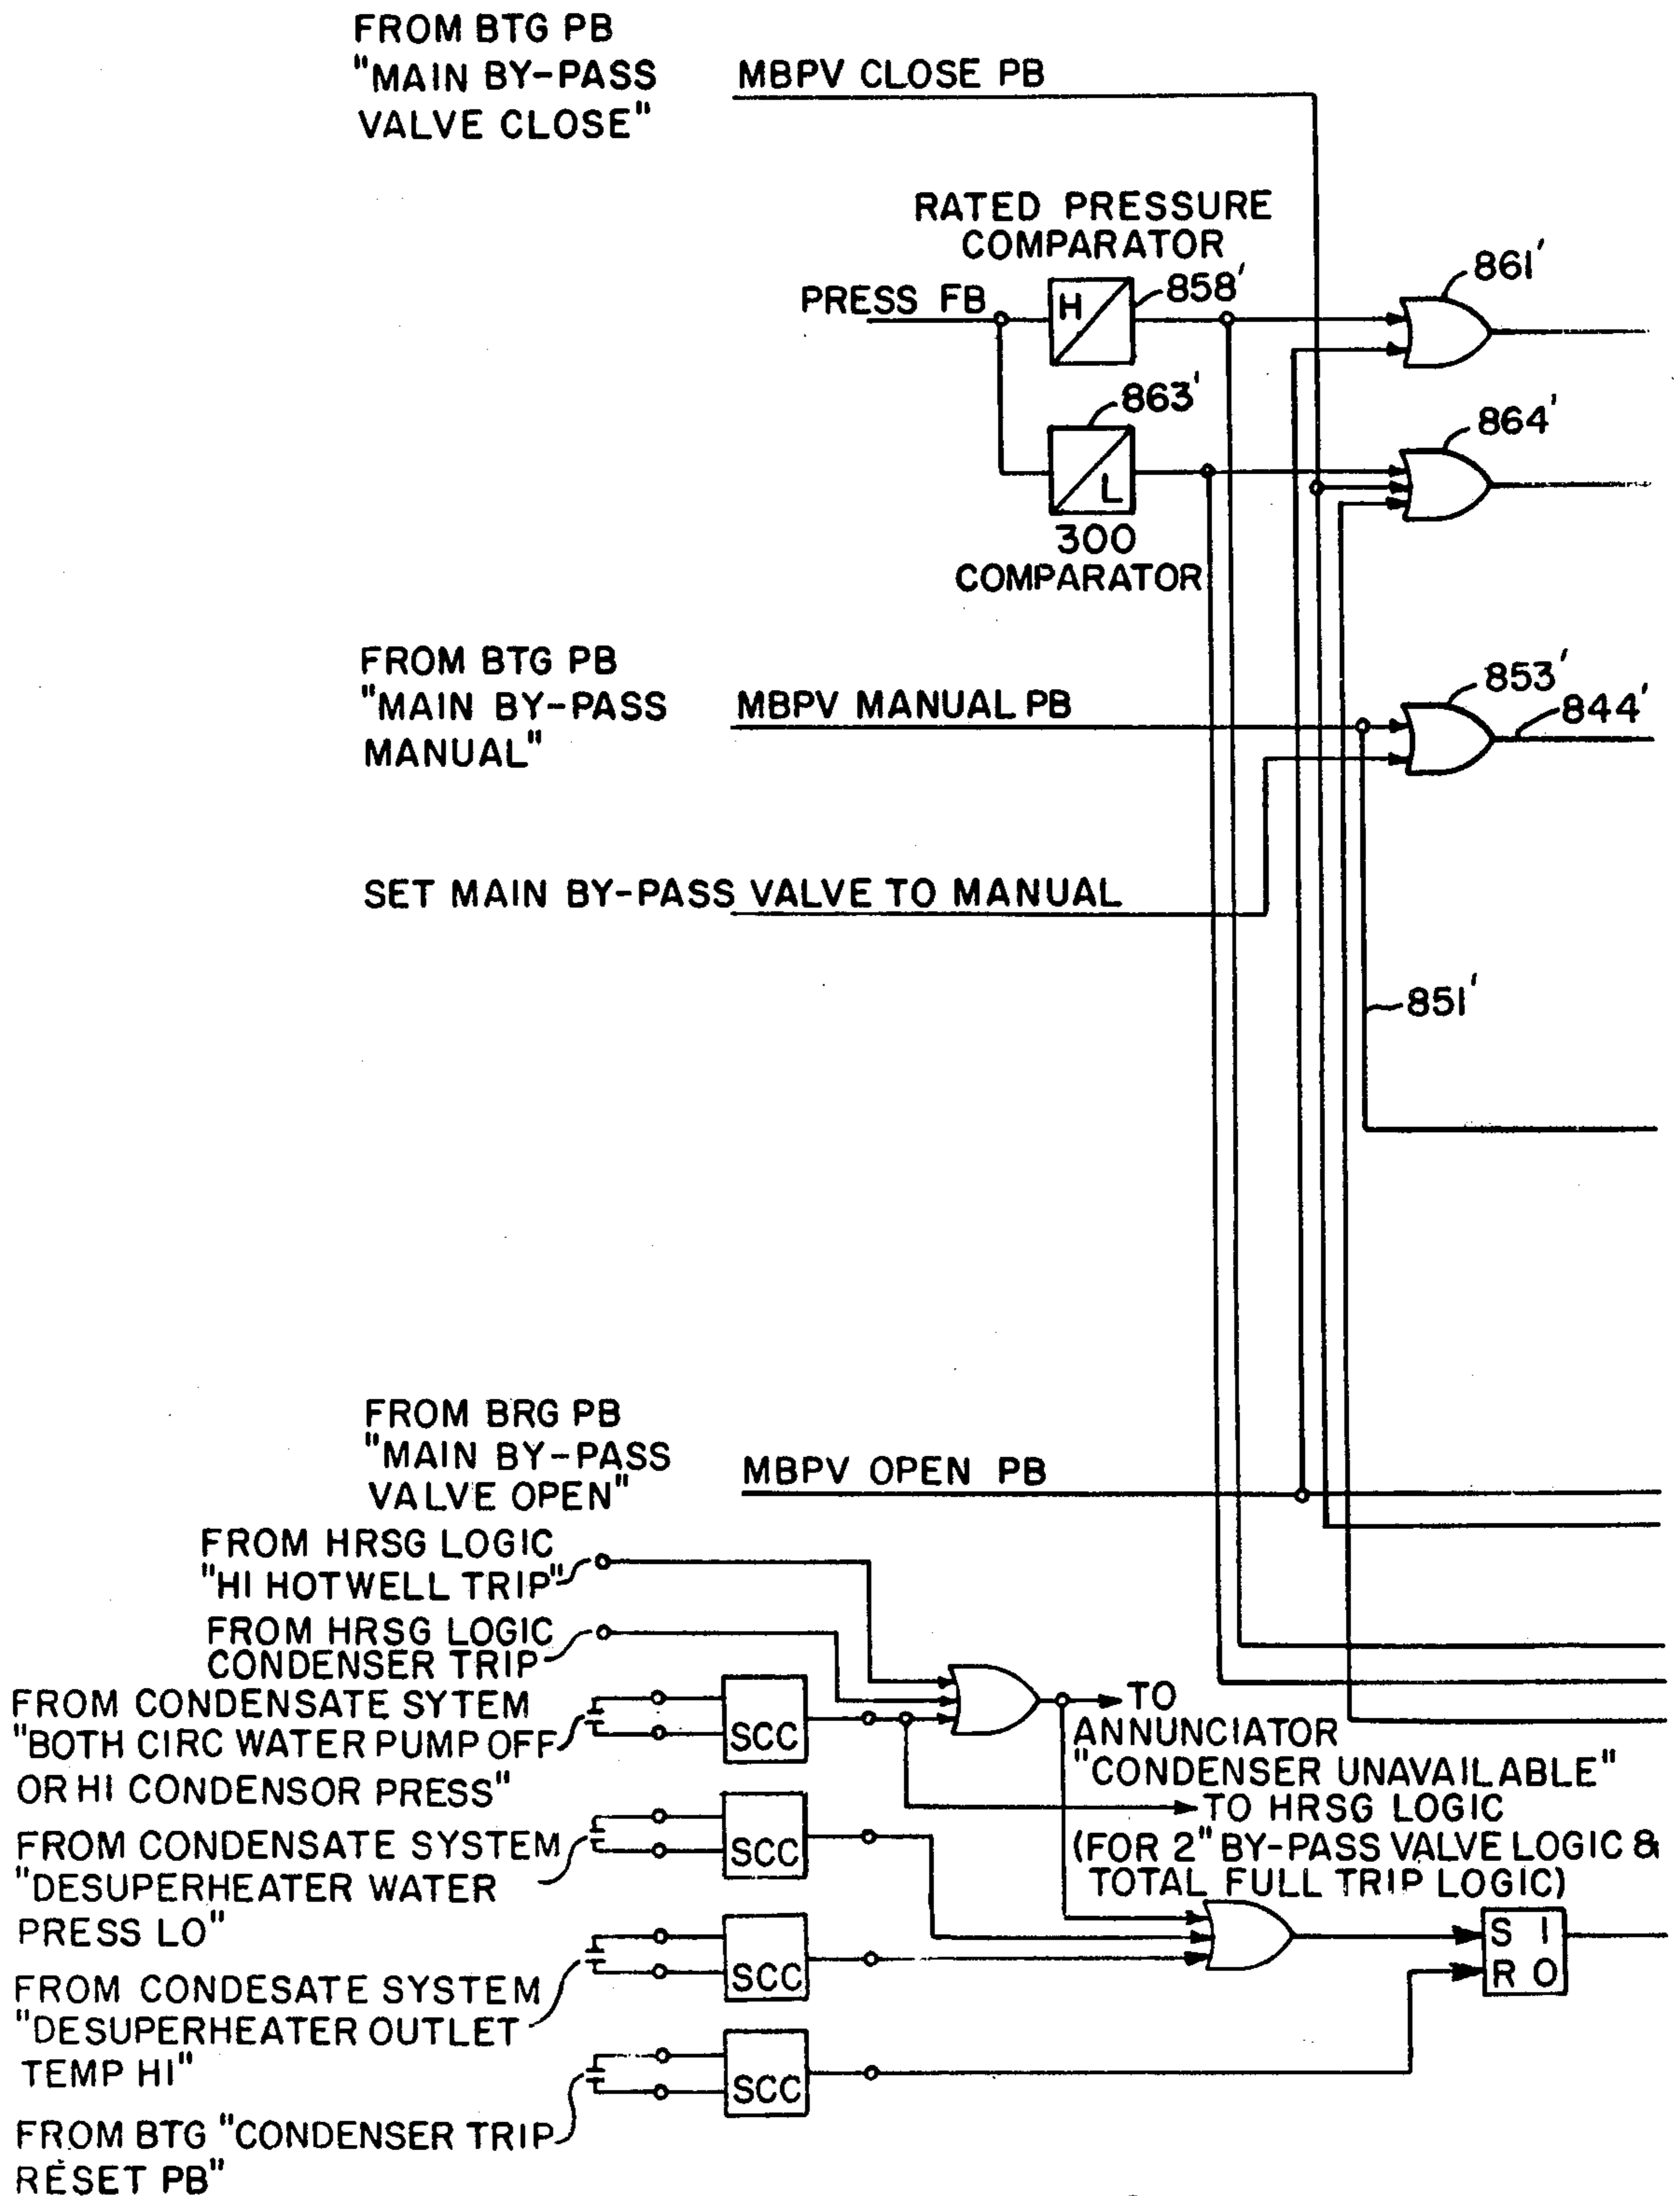 FROM BTG PB
"MAIN BY-PASS
VALVE CLOSE"
MBPV CLOSE PB
RATED PRESSURE
COMPARATOR
PRESS FB
H
858'
861'
863'
L
864'
300
COMPARATOR
FROM BTG PB
"MAIN BY-PASS
MANUAL"
MBPV MANUAL PB
853'
844'
SET MAIN BY-PASS VALVE TO MANUAL
851'
FROM BRG PB
"MAIN BY-PASS
VALVE OPEN"
MBPV OPEN PB
FROM HRSG LOGIC
"HI HOTWELL TRIP"
FROM HRSG LOGIC
CONDENSER TRIP
FROM CONDENSATE SYTEM
"BOTH CIRC WATER PUMP OFF
OR HI CONDENSOR PRESS"
SCC
TO
ANNUNCIATOR
"CONDENSER UNAVAILABLE"
TO HRSG LOGIC
(FOR 2" BY-PASS VALVE LOGIC &
TOTAL FULL TRIP LOGIC)
FROM CONDENSATE SYSTEM
"DESUPERHEATER WATER
PRESS LO"
SCC
FROM CONDESATE SYSTEM
"DESUPERHEATER OUTLET
TEMP HI"
SCC
S I
R O
FROM BTG "CONDENSER TRIP
RESET PB"
SCC